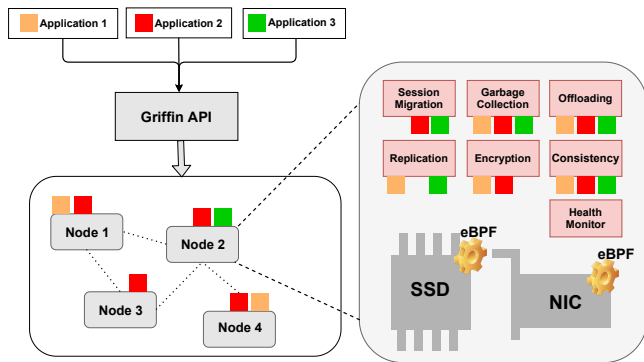 Application 1
Application 2
Application 3
Griffin API
Node 1
Node 2
Node 3
Node 4
Session
Migration
Garbage
Collection
Offloading
Replication
Encryption
Consistency
Health
Monitor
eBPF
SSD
eBPF
NIC